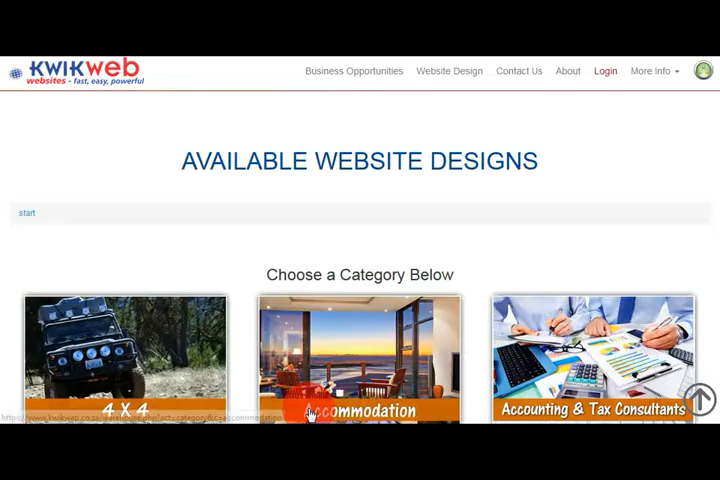 KWIKWEB
websites - fast, easy, powerful
Business Opportunities Website Design Contact Us About Login More Info
AVAILABLE WEBSITE DESIGNS
start
Choose a Category Below
4 X 4
Accommodation
Accounting & Tax Consultants